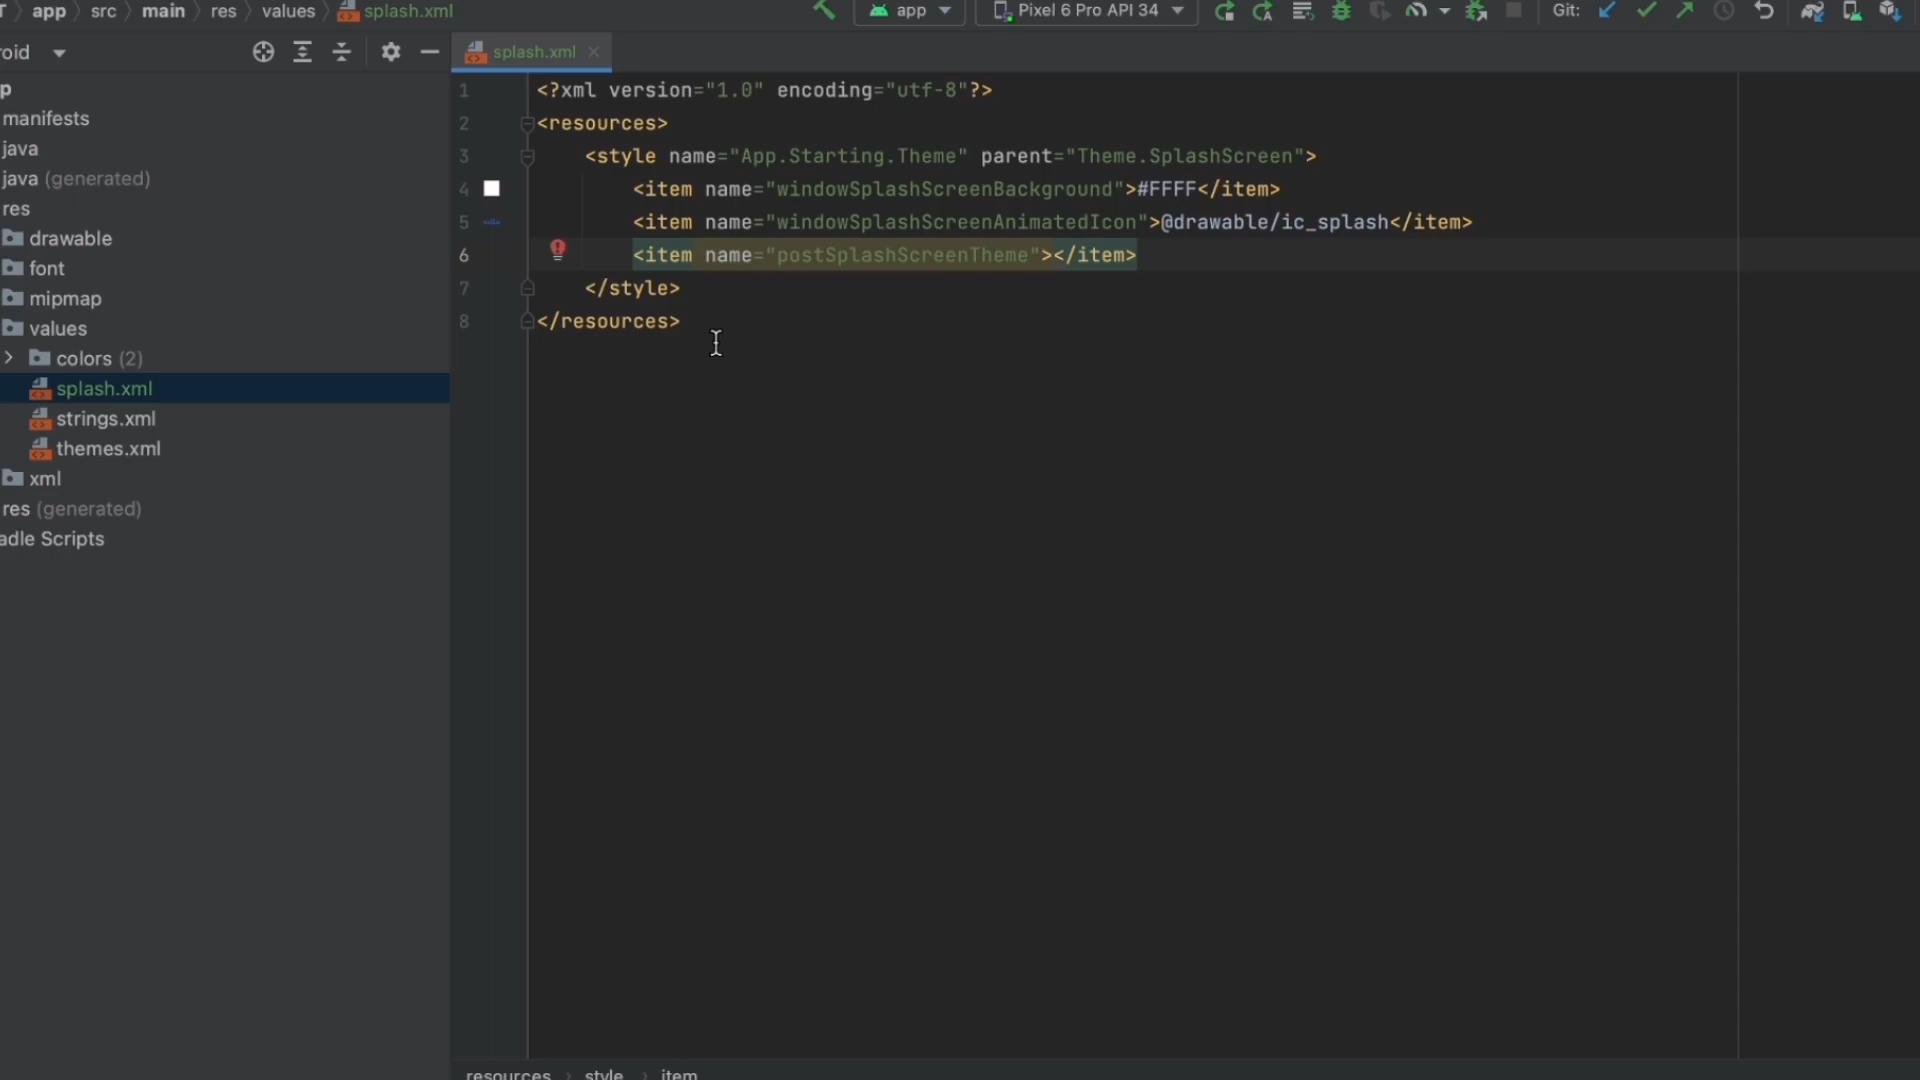 app src main res values splash.xml
app Pixel 6 Pro API 34 Git:
roid
splash.xml
p
manifests
java
java (generated)
res
drawable
font
mipmap
values
colors (2)
splash.xml
strings.xml
themes.xml
xml
res (generated)
adle Scripts
1 <?xml version="1.0" encoding="utf-8"?>
2 <resources>
3 <style name="App.Starting.Theme" parent="Theme.SplashScreen">
4 <item name="windowSplashScreenBackground">#FFFF</item>
5 <item name="windowSplashScreenAnimatedIcon">@drawable/ic_splash</item>
6 <item name="postSplashScreenTheme"></item>
7 </style>
8 </resources>
resources style item